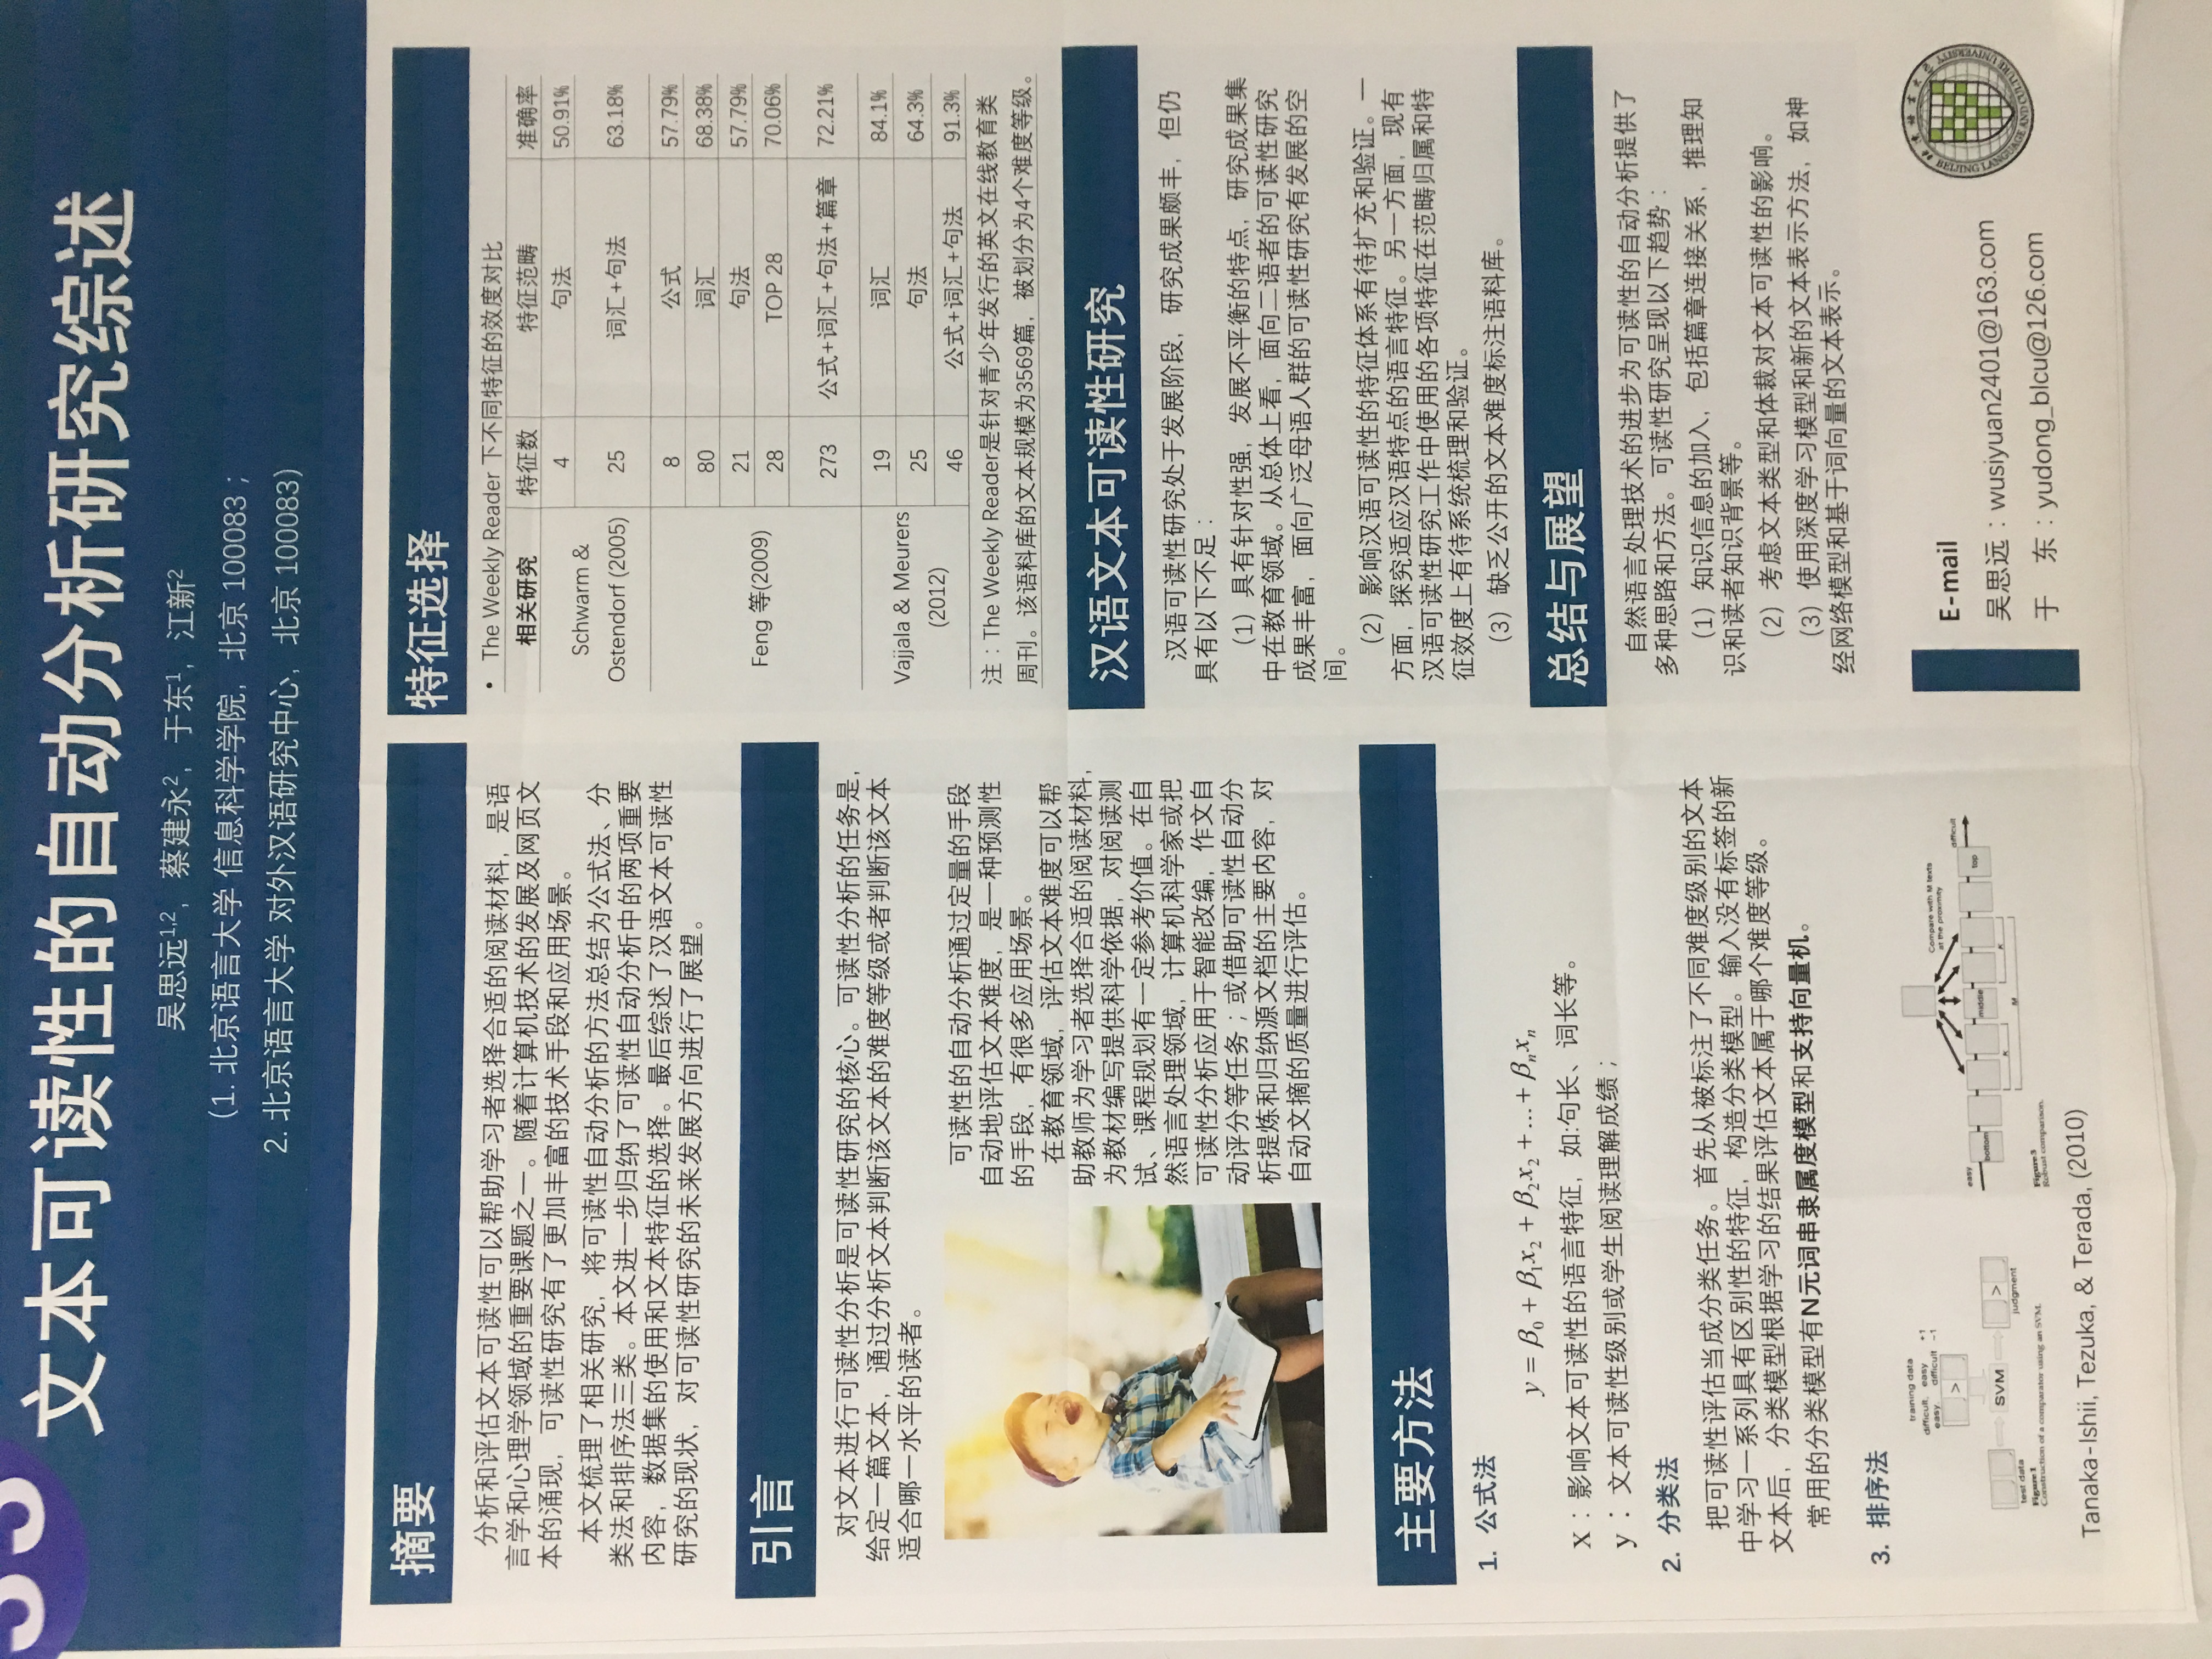 33
文本可读性的自动分析研究综述
吴思远1,2，蔡建永2，于东1，江新2
（1. 北京语言大学 信息科学学院，北京 100083；
2. 北京语言大学 对外汉语研究中心，北京 100083）
摘要
分析和评估文本可读性可以帮助学习者选择合适的阅读材料，是语
言学和心理学领域的重要课题之一。随着计算机技术的发展及网页文
本的涌现，可读性研究有了更加丰富的技术手段和应用场景。
本文梳理了相关研究，将可读性自动分析的方法总结为公式法、分
类法和排序法三类。本文进一步归纳了可读性自动分析中的两项重要
内容，数据集的使用和文本特征的选择。最后综述了汉语文本可读性
研究的现状，对可读性研究的未来发展方向进行了展望。
引言
对文本进行可读性分析是可读性研究的核心。可读性分析的任务是，
给定一篇文本，通过分析文本判断该文本的难度等级或者判断该文本
适合哪一水平的读者。
可读性的自动分析通过定量的手段
自动地评估文本难度，是一种预测性
的手段，有很多应用场景。
在教育领域，评估文本难度可以帮
助教师为学习者选择合适的阅读材料，
为教材编写提供科学依据，对阅读测
试、课程规划有一定参考价值。在自
然语言处理领域，计算机科学家或把
可读性分析应用于智能改编，作文自
动评分等任务；或借助可读性自动分
析提炼和归纳源文档的主要内容，对
自动文摘的质量进行评估。
主要方法
1. 公式法
y = β0 + β1x2 + β2x2 + ... + βnxn
x：影响文本可读性的语言特征，如:句长、词长等。
y： 文本可读性级别或学生阅读理解成绩；
2. 分类法
把可读性评估当成分类任务。首先从被标注了不同难度级别的文本
中学习一系列具有区别性的特征，构造分类模型。输入没有标签的新
文本后，分类模型根据学习的结果评估文本属于哪个难度等级。
常用的分类模型有N元词串隶属度模型和支持向量机。
3. 排序法
training data
difficult, easy +1
easy, difficult -1
>
SVM
>
test data
judgment
Figure 1
Construction of a comparator using an SVM.
Compare with M texts
at the proximity
easy
difficult
bottom
middle
top
K
K
M
Figure 3
Robust comparison.
Tanaka-Ishii, Tezuka, & Terada, (2010)
特征选择
• The Weekly Reader 下不同特征的效度对比
相关研究 特征数 特征范畴 准确率
Schwarm &
Ostendorf (2005)
4 句法 50.91%
25 词汇+句法 63.18%
Feng 等(2009)
8 公式 57.79%
80 词汇 68.38%
21 句法 57.79%
28 TOP 28 70.06%
273 公式+词汇+句法+篇章 72.21%
Vajjala & Meurers
(2012)
19 词汇 84.1%
25 句法 64.3%
46 公式+词汇+句法 91.3%
注：The Weekly Reader是针对青少年发行的英文在线教育类
周刊。该语料库的文本规模为3569篇，被划分为4个难度等级。
汉语文本可读性研究
汉语可读性研究处于发展阶段，研究成果颇丰，但仍
具有以下不足：
（1）具有针对性强，发展不平衡的特点，研究成果集
中在教育领域。从总体上看，面向二语者的可读性研究
成果丰富，面向广泛母语人群的可读性研究有发展的空
间。
（2）影响汉语可读性的特征体系有待扩充和验证。一
方面，探究适应汉语特点的语言特征。另一方面，现有
汉语可读性研究工作中使用的各项特征在范畴归属和特
征效度上有待系统梳理和验证。
（3）缺乏公开的文本难度标注语料库。
总结与展望
自然语言处理技术的进步为可读性的自动分析提供了
多种思路和方法。可读性研究呈现以下趋势：
（1）知识信息的加入，包括篇章连接关系，推理知
识和读者知识背景等。
（2）考虑文本类型和体裁对文本可读性的影响。
（3）使用深度学习模型和新的文本表示方法，如神
经网络模型和基于词向量的文本表示。
E-mail
吴思远：wusiyuan2401@163.com
于 东：yudong_blcu@126.com
北京语言大学
BEIJING LANGUAGE AND CULTURE UNIVERSITY